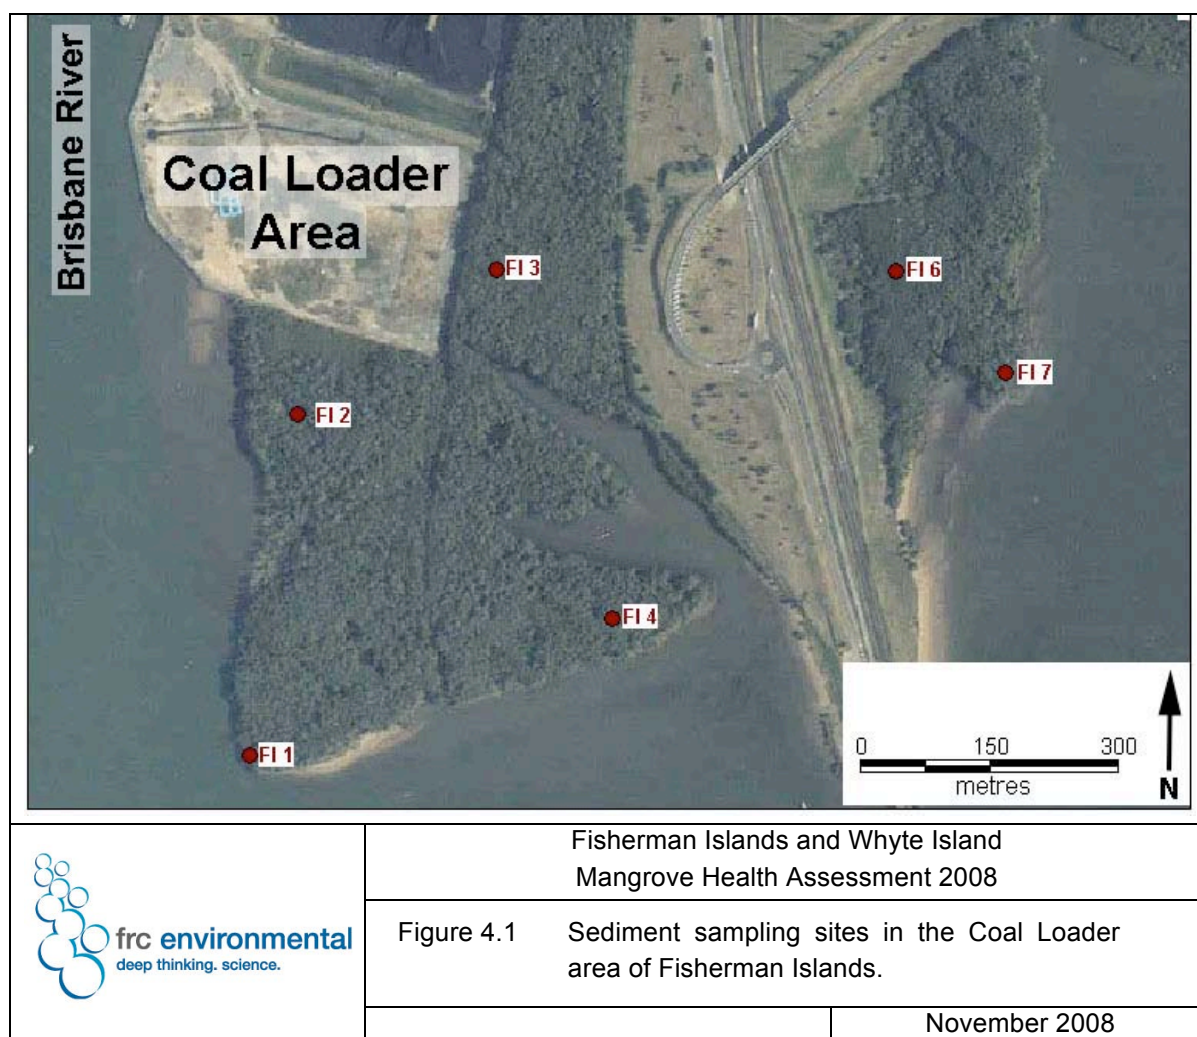 Brisbane River
Coal Loader
Area
FI 3
FI 6
FI 7
FI 2
FI 4
FI 1
0 150 300
metres
N
frc environmental
deep thinking. science.
Fisherman Islands and Whyte Island
Mangrove Health Assessment 2008
Figure 4.1 Sediment sampling sites in the Coal Loader
area of Fisherman Islands.
November 2008